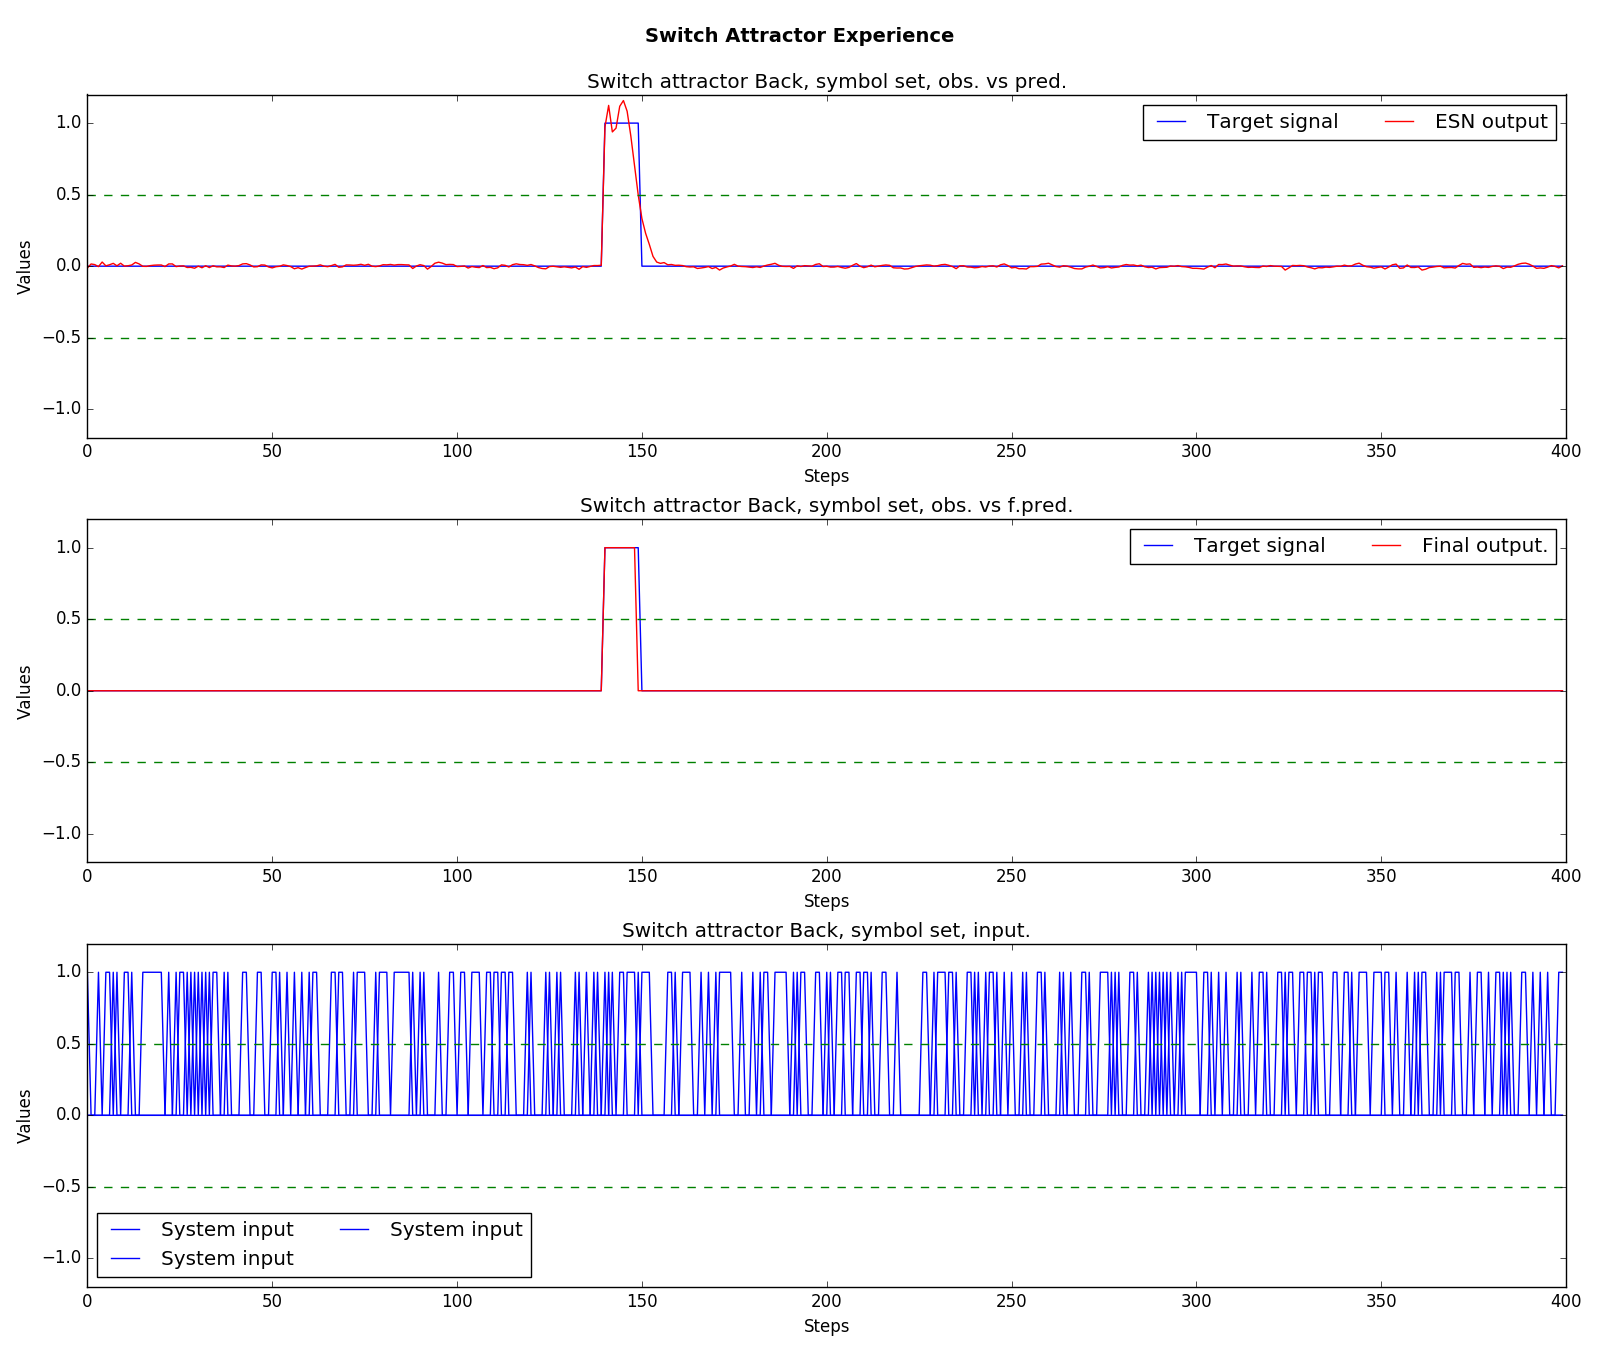 Switch Attractor Experience
Switch attractor Back, symbol set, obs. vs pred.
Target signal ESN output
1.0
0.5
0.0
−0.5
−1.0
Values
0 50 100 150 200 250 300 350 400
Steps
Switch attractor Back, symbol set, obs. vs f.pred.
Target signal Final output.
1.0
0.5
0.0
−0.5
−1.0
Values
0 50 100 150 200 250 300 350 400
Steps
Switch attractor Back, symbol set, input.
1.0
0.5
0.0
−0.5
−1.0
Values
System input System input
System input
0 50 100 150 200 250 300 350 400
Steps